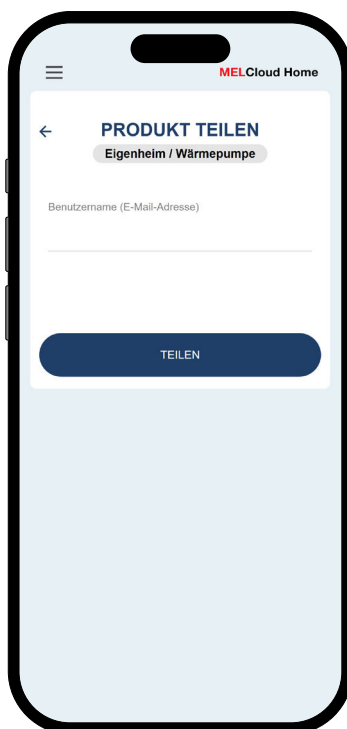 MELCloud Home
PRODUKT TEILEN
Eigenheim / Wärmepumpe
Benutzername (E-Mail-Adresse)
TEILEN